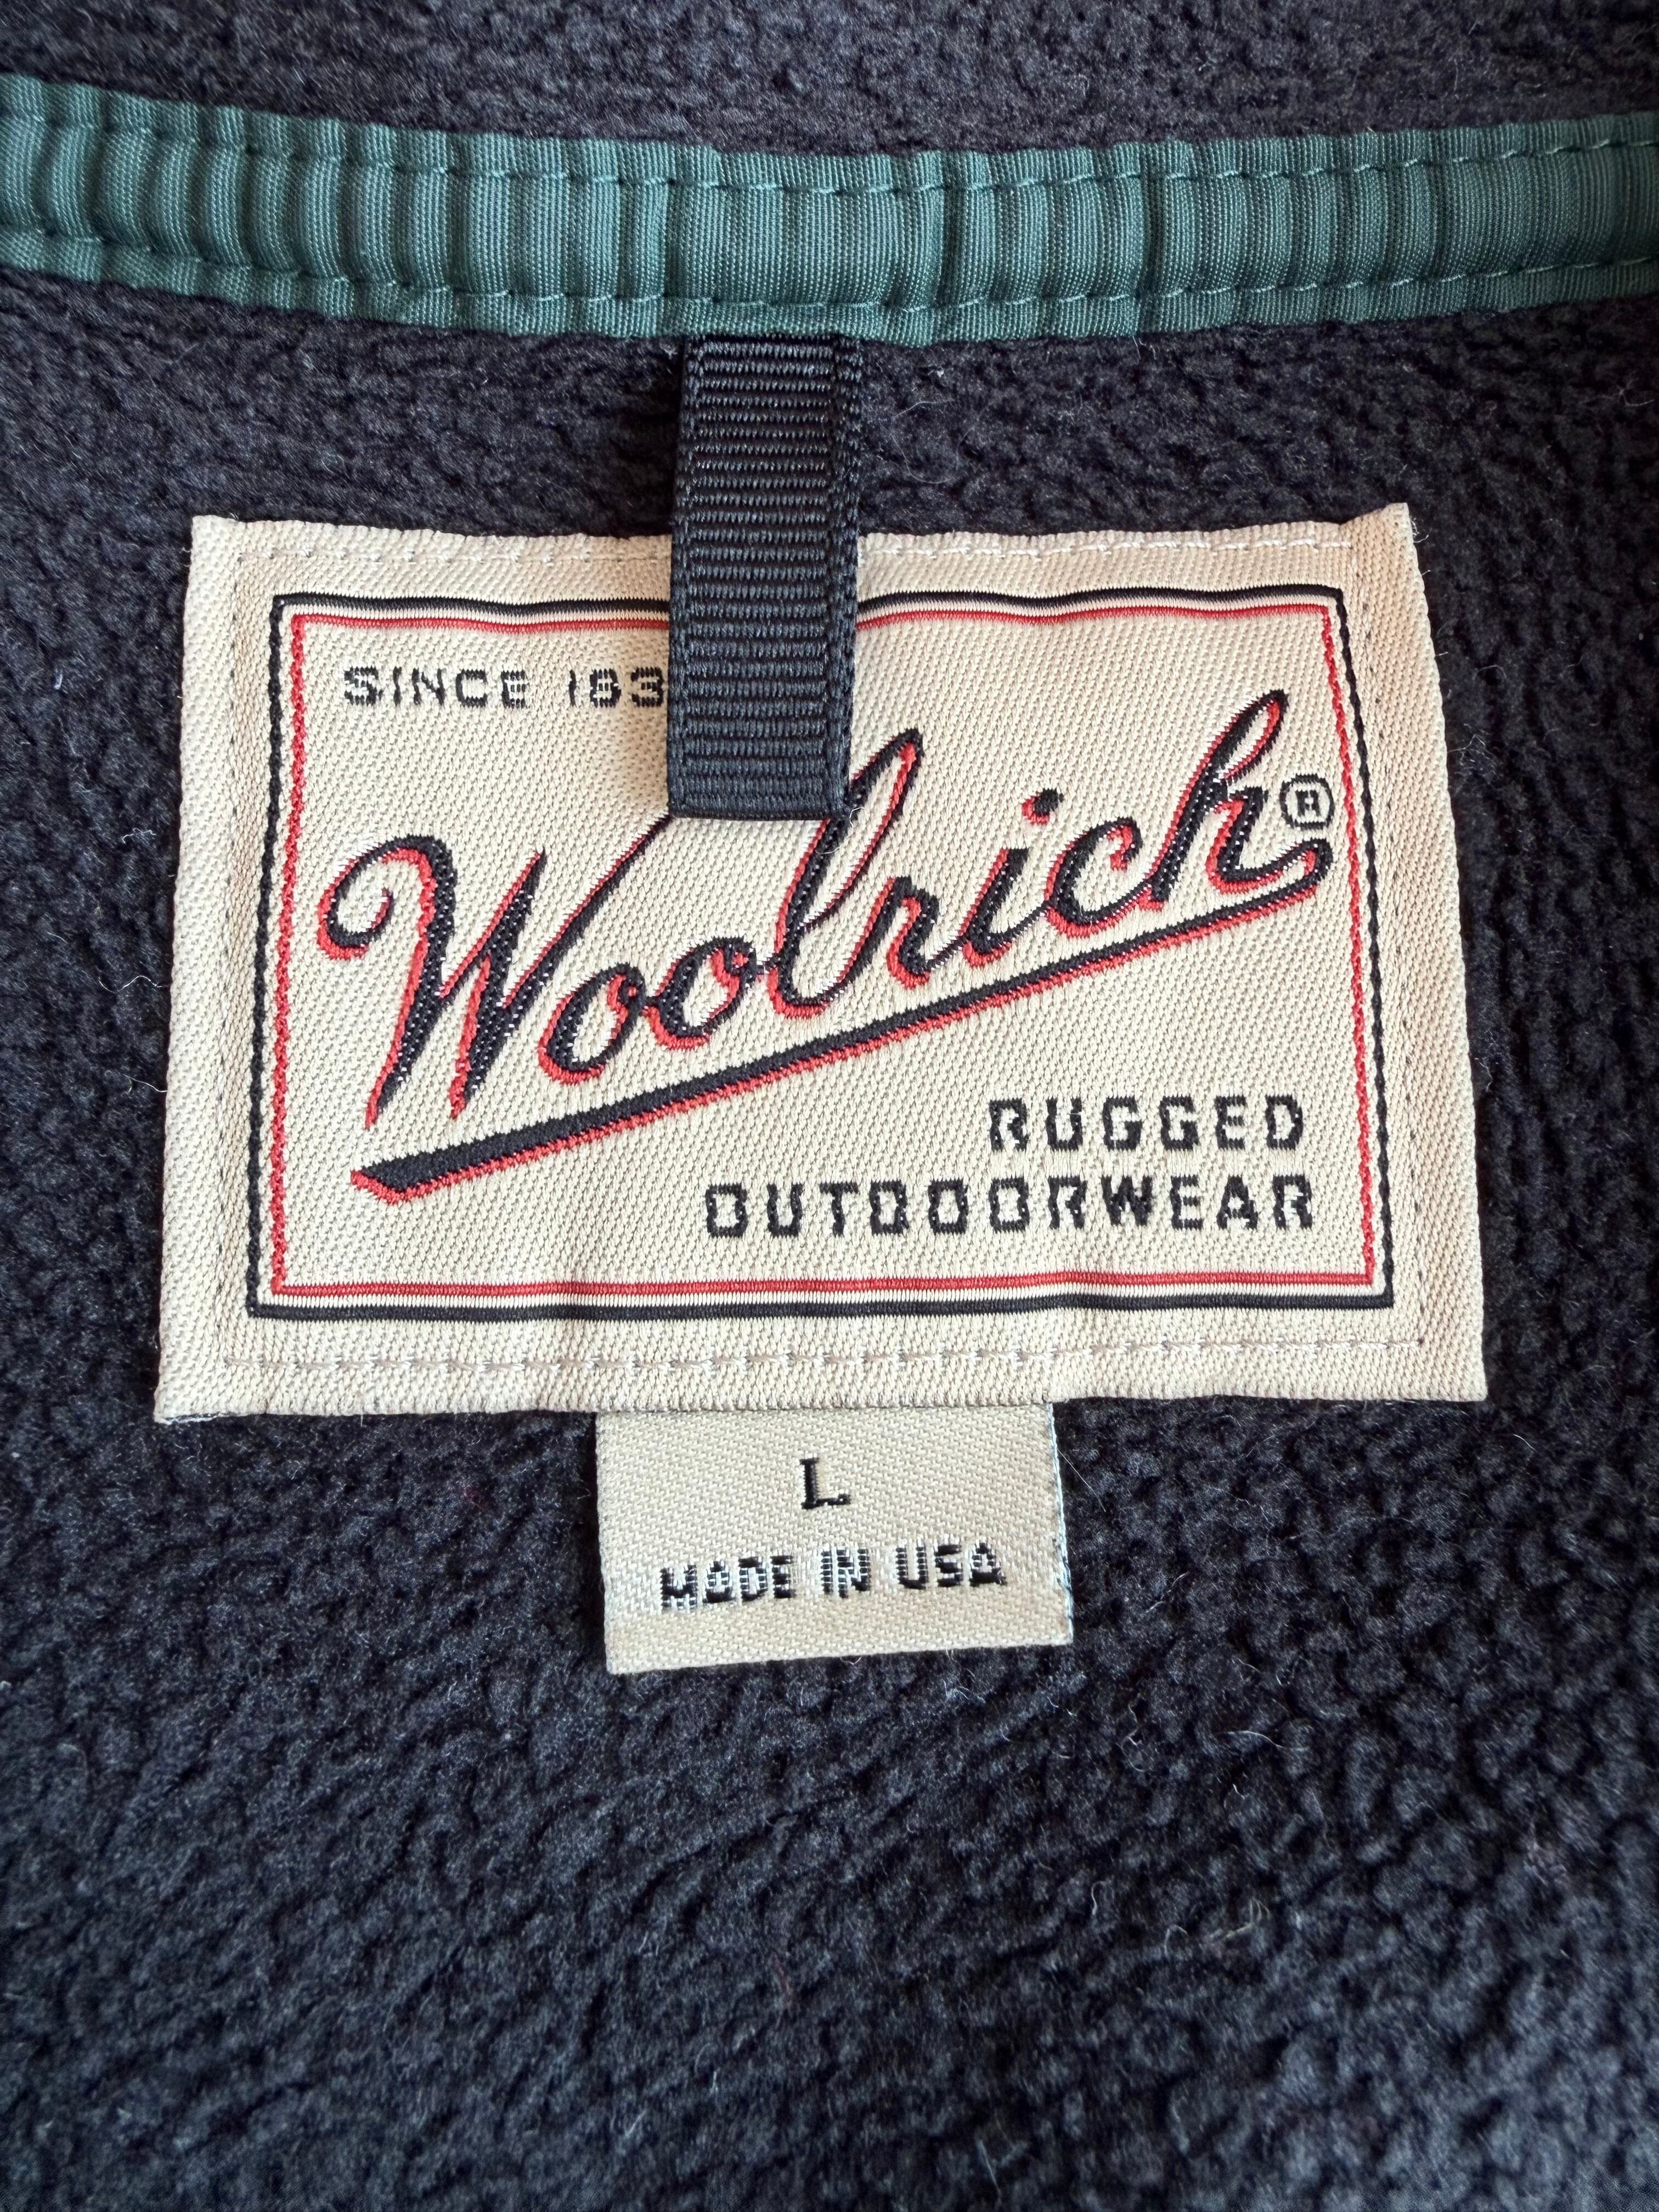 SINCE 183
Woolrich®
RUGGED
OUTDOORWEAR
L
MADE IN USA